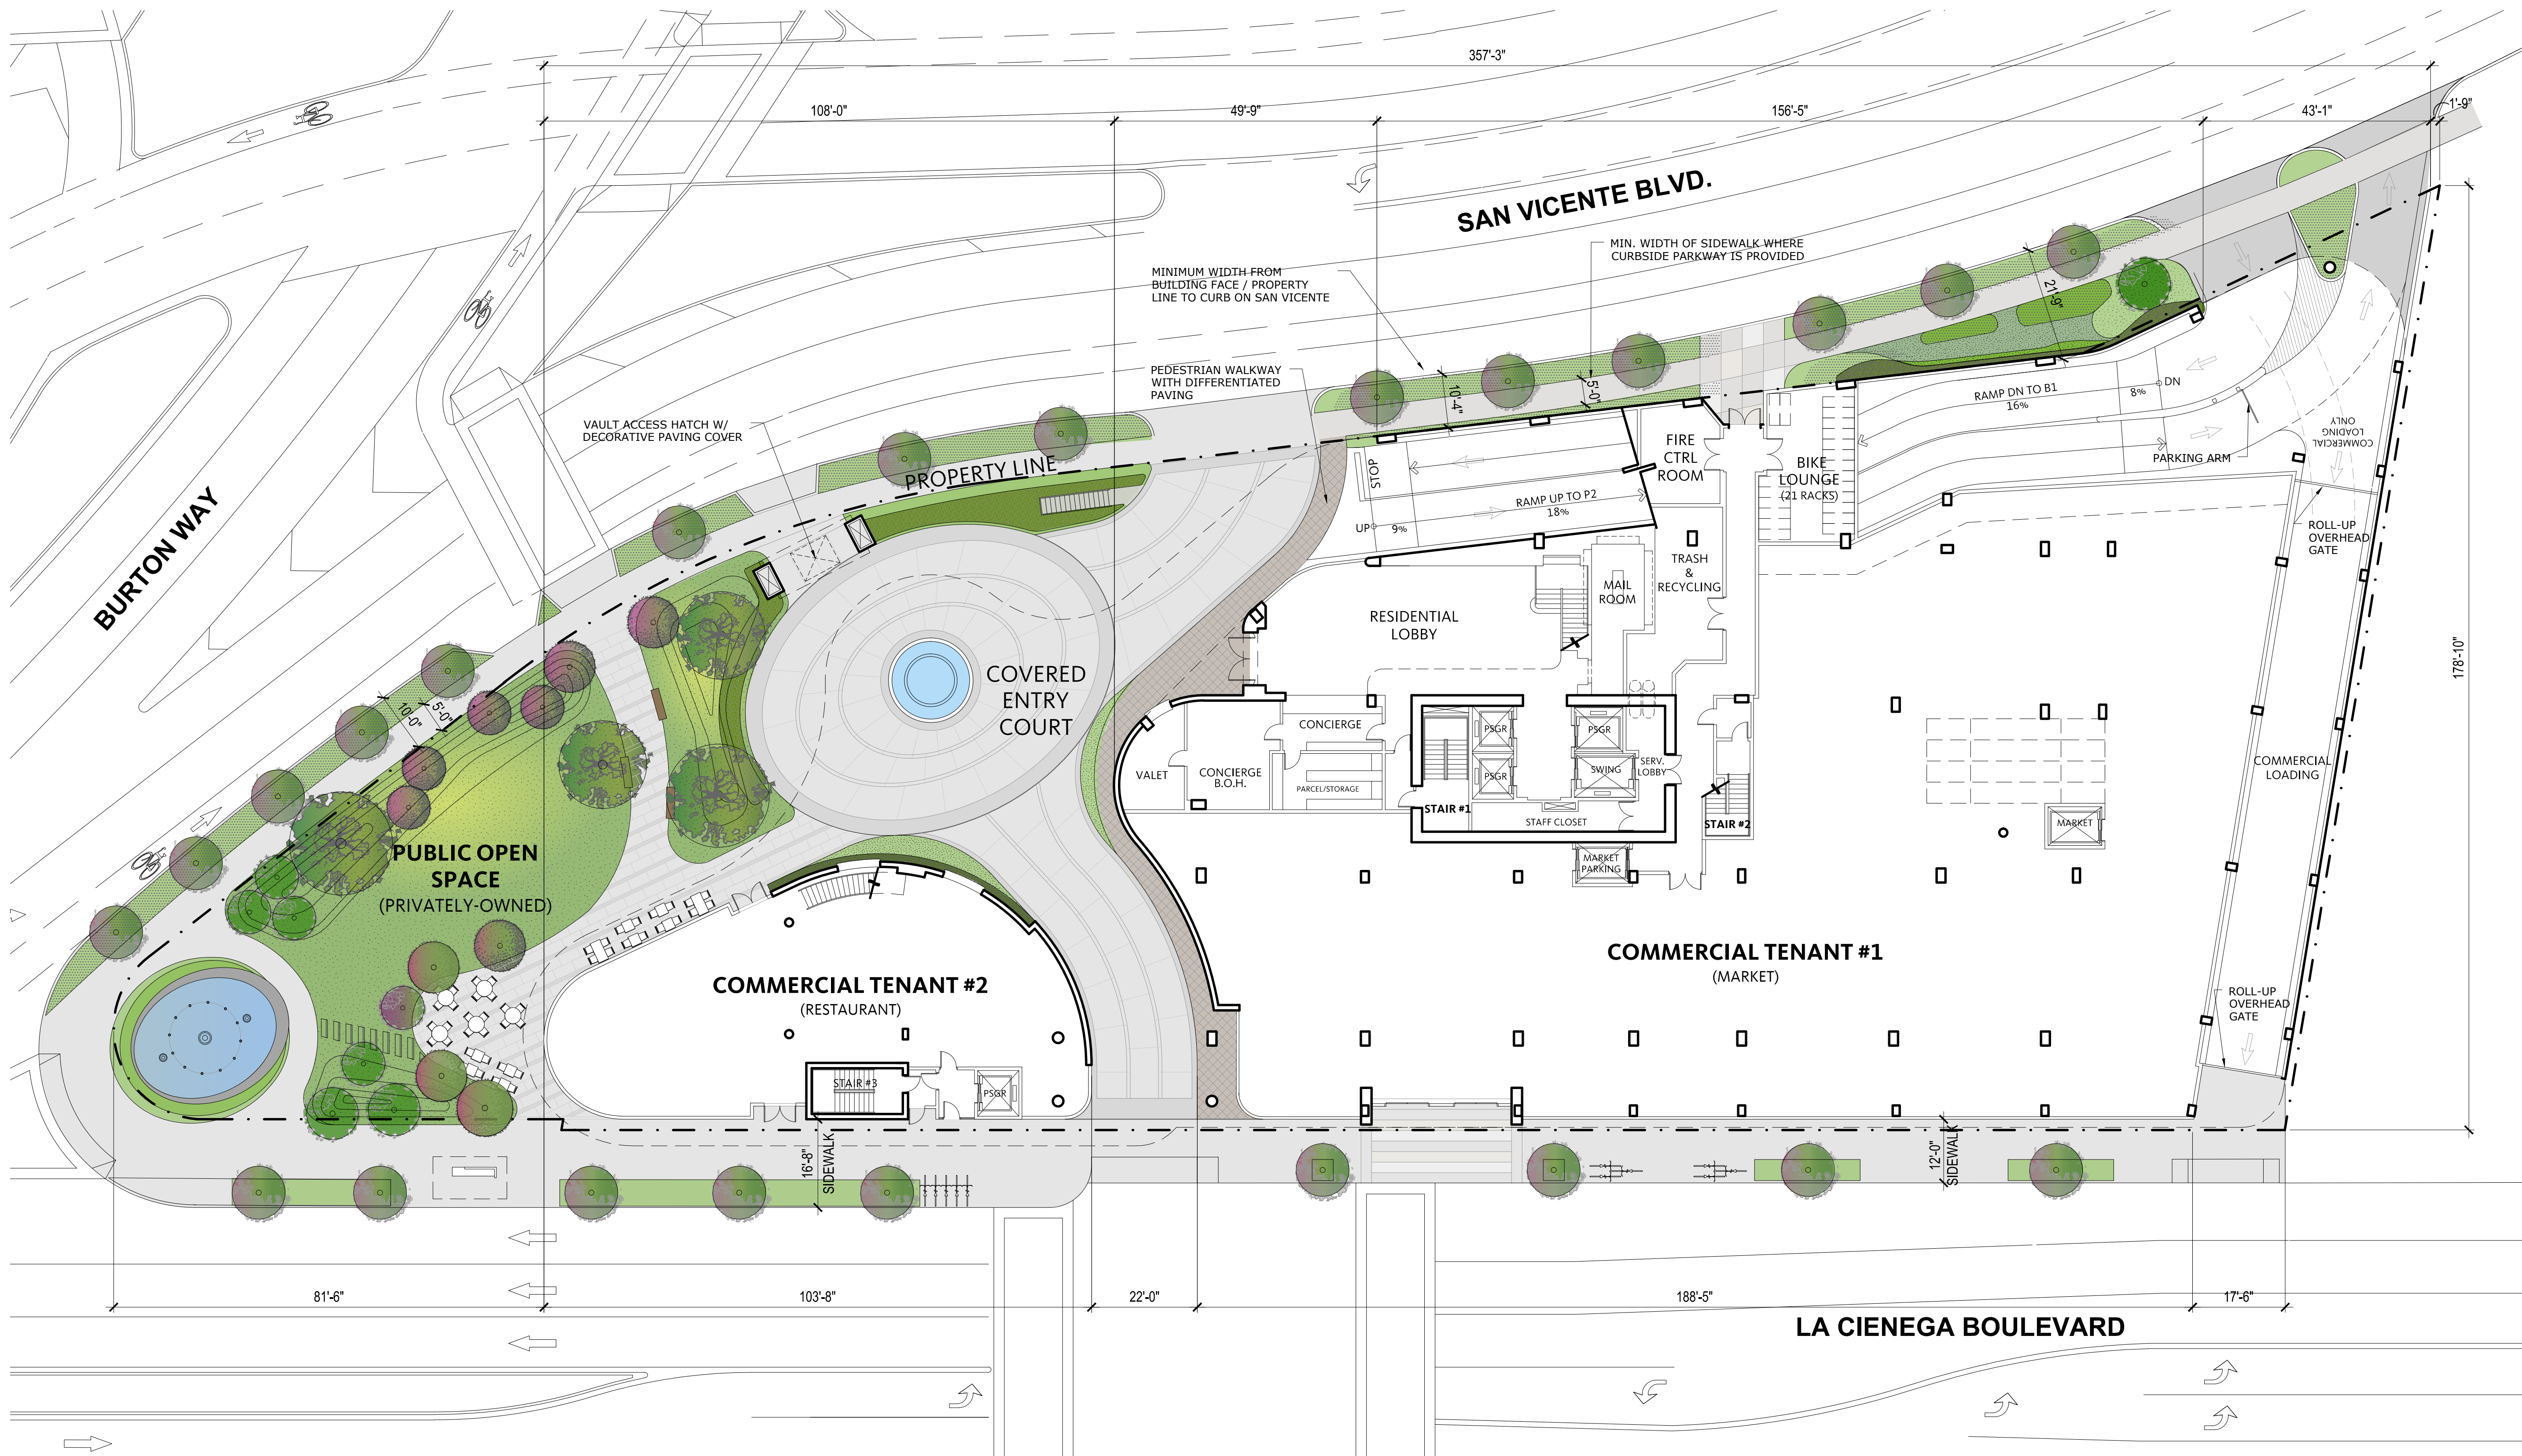 357'-3"
108'-0"
49'-9"
156'-5"
43'-1"
1'-9"
SAN VICENTE BLVD.
MIN. WIDTH OF SIDEWALK WHERE
CURBSIDE PARKWAY IS PROVIDED
MINIMUM WIDTH FROM
BUILDING FACE / PROPERTY
LINE TO CURB ON SAN VICENTE
21'-9"
PEDESTRIAN WALKWAY
WITH DIFFERENTIATED
PAVING
10'-4"
5'-0"
RAMP DN TO B1
16%
8%
DN
VAULT ACCESS HATCH W/
DECORATIVE PAVING COVER
PROPERTY LINE
STOP
FIRE
CTRL
ROOM
BIKE
LOUNGE
(21 RACKS)
PARKING ARM
COMMERCIAL
LOADING
ONLY
RAMP UP TO P2
18%
UP
9%
ROLL-UP
OVERHEAD
GATE
BURTON WAY
TRASH
&
RECYCLING
MAIL
ROOM
RESIDENTIAL
LOBBY
178'-10"
10'-0"
5'-0"
COVERED
ENTRY
COURT
CONCIERGE
PSGR
PSGR
VALET
CONCIERGE
B.O.H.
PARCEL/STORAGE
PSGR
SWING
SERV.
LOBBY
STAIR #1
STAFF CLOSET
STAIR #2
MARKET
COMMERCIAL
LOADING
MARKET
PARKING
PUBLIC OPEN
SPACE
(PRIVATELY-OWNED)
COMMERCIAL TENANT #2
(RESTAURANT)
COMMERCIAL TENANT #1
(MARKET)
ROLL-UP
OVERHEAD
GATE
STAIR #3
PSGR
16'-8"
SIDEWALK
12'-0"
SIDEWALK
81'-6"
103'-8"
22'-0"
188'-5"
17'-6"
LA CIENEGA BOULEVARD